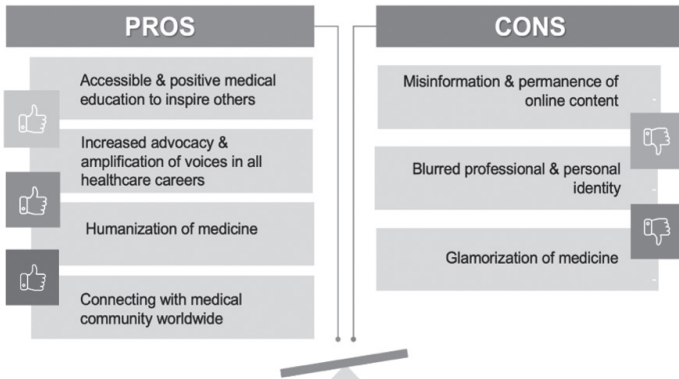 PROS
Accessible & positive medical
education to inspire others
Increased advocacy &
amplification of voices in all
healthcare careers
Humanization of medicine
Connecting with medical
community worldwide
CONS
Misinformation & permanence of
online content
Blurred professional & personal
identity
Glamorization of medicine